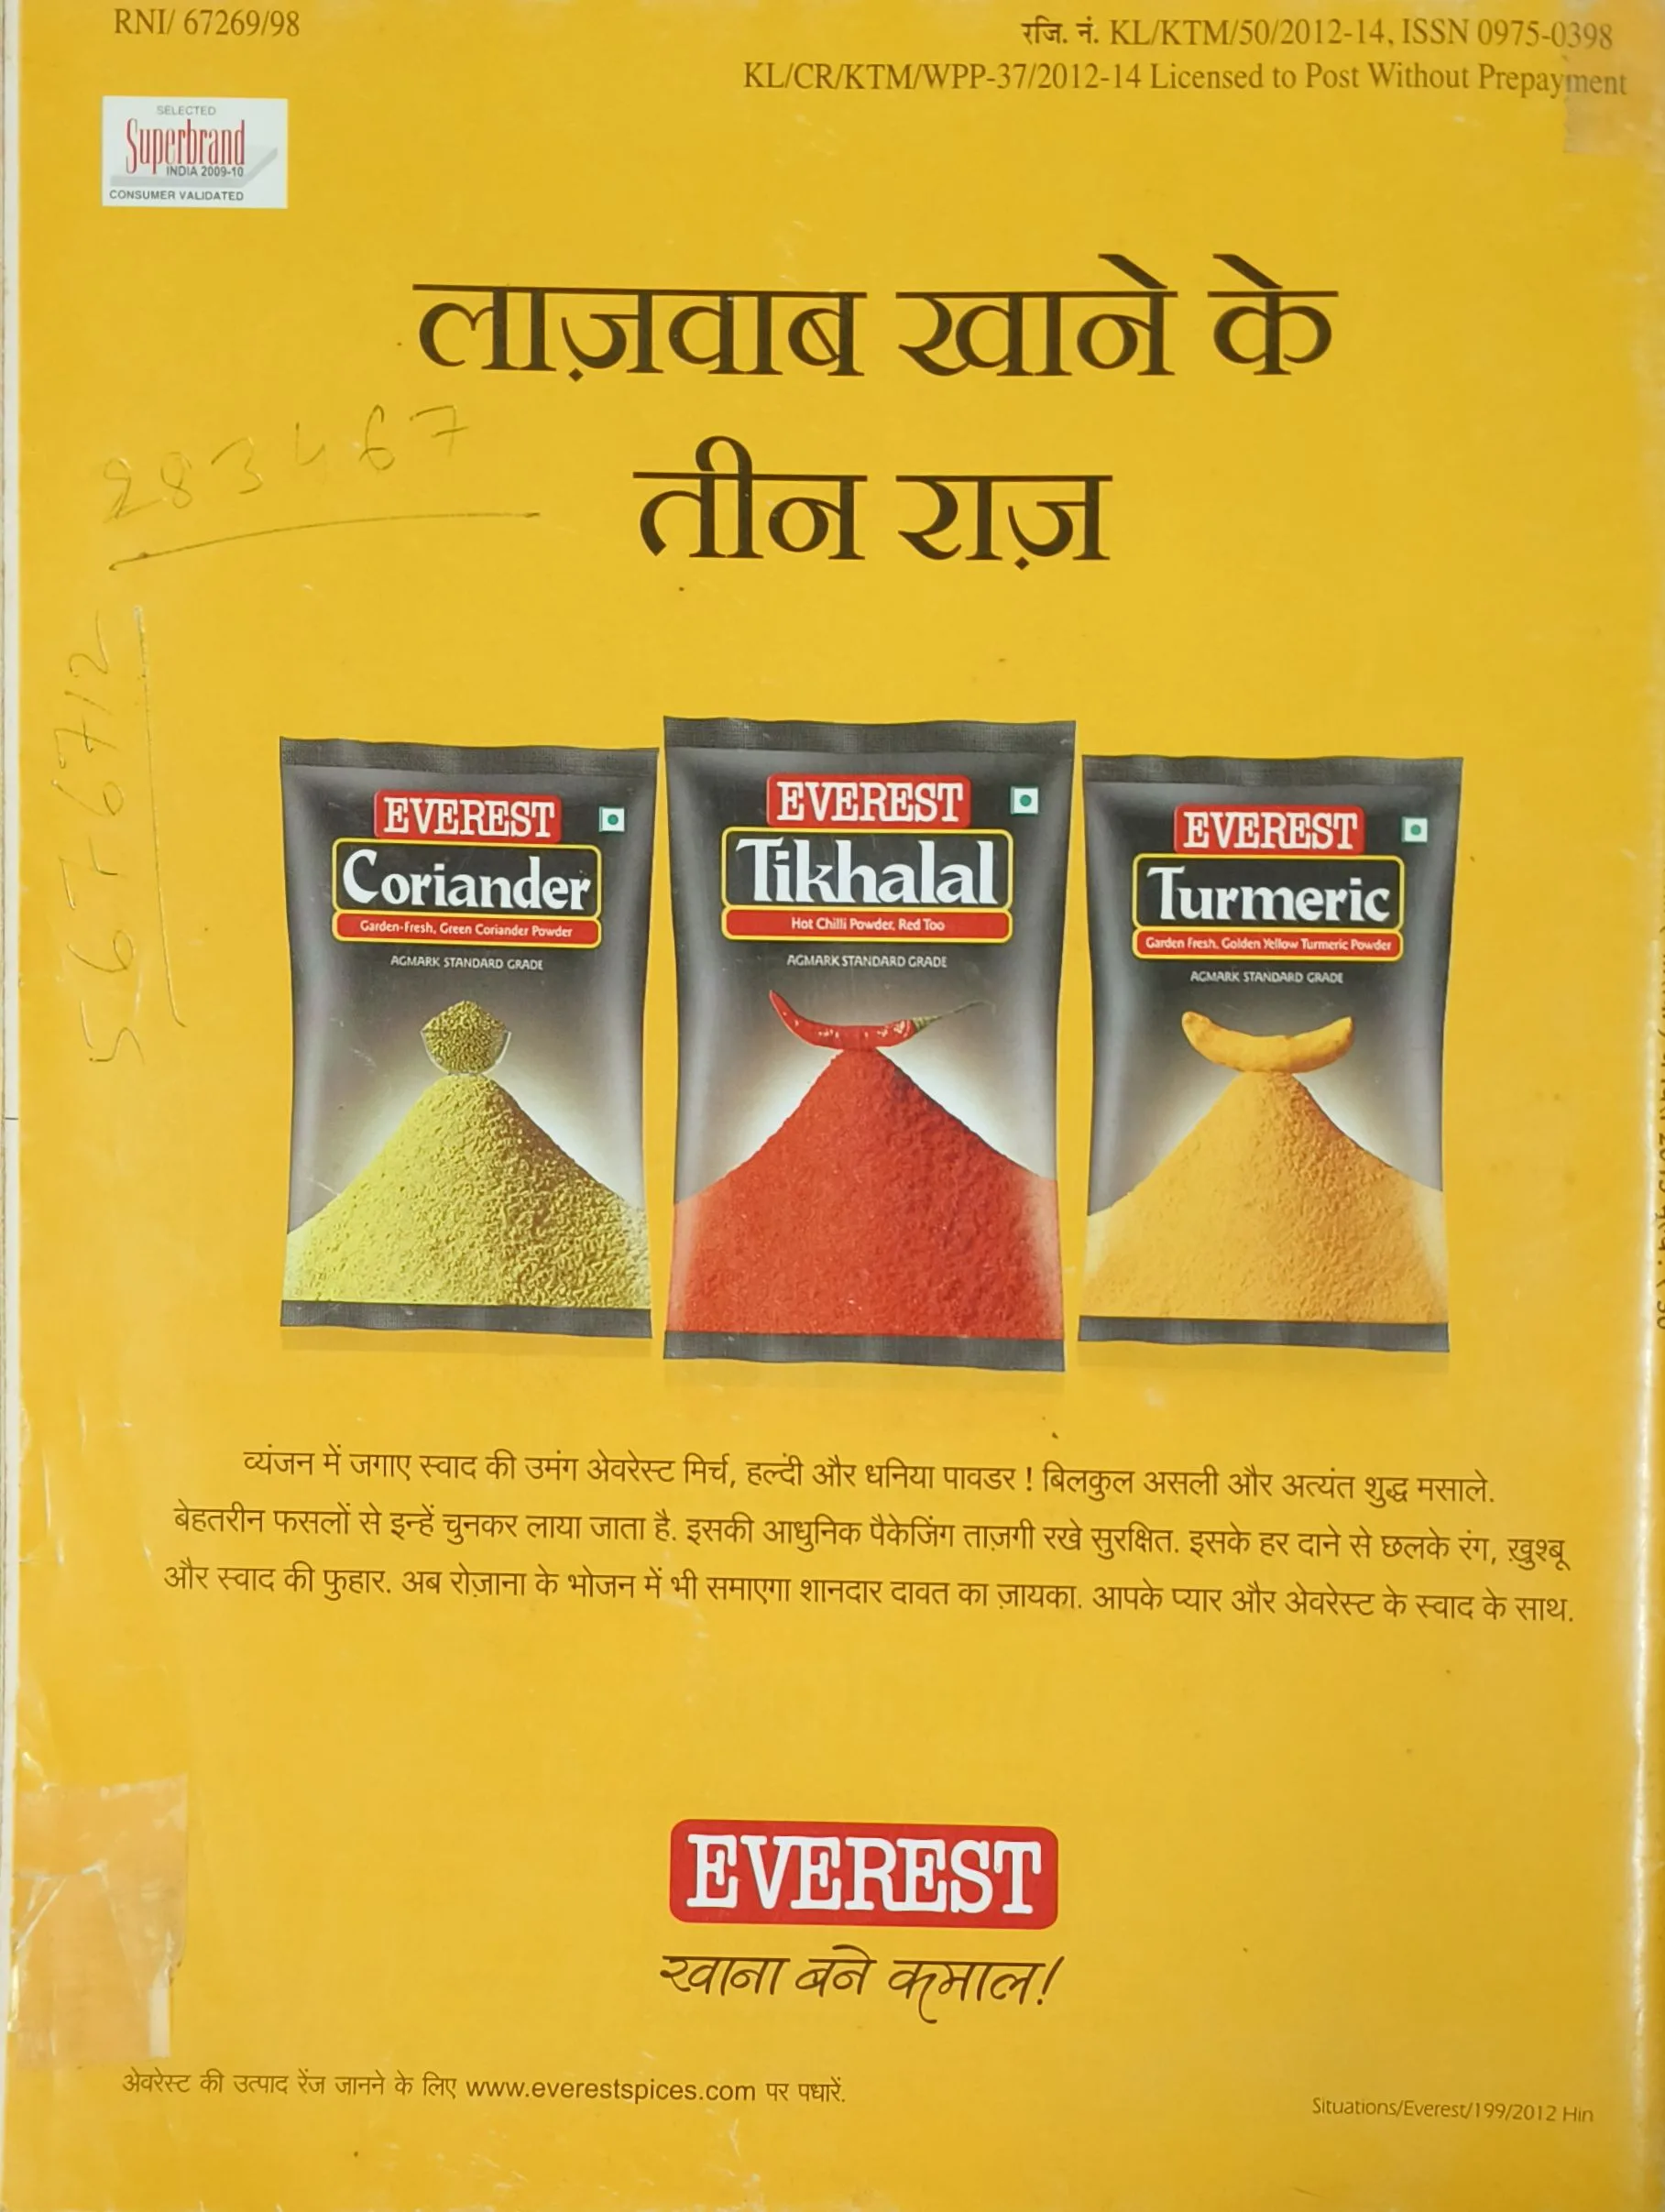 RNI/ 67269/98
रजि. नं. KL/KTM/50/2012-14, ISSN 0975-0398
KL/CR/KTM/WPP-37/2012-14 Licensed to Post Without Prepayment
SELECTED
Superbrand
INDIA 2009-10
CONSUMER VALIDATED
लाज़वाब खाने के
तीन राज़
283467
EVEREST
Coriander
Garden-Fresh, Green Coriander Powder
AGMARK STANDARD GRADE
EVEREST
Tikhalal
Hot Chilli Powder, Red Too
AGMARK STANDARD GRADE
EVEREST
Turmeric
Garden Fresh, Golden Yellow Turmeric Powder
AGMARK STANDARD GRADE
व्यंजन में जगाए स्वाद की उमंग अेवरेस्ट मिर्च, हल्दी और धनिया पावडर ! बिलकुल असली और अत्यंत शुद्ध मसाले.
बेहतरीन फसलों से इन्हें चुनकर लाया जाता है. इसकी आधुनिक पैकेजिंग ताज़गी रखे सुरक्षित. इसके हर दाने से छलके रंग, ख़ुश्बू
और स्वाद की फुहार. अब रोज़ाना के भोजन में भी समाएगा शानदार दावत का ज़ायका. आपके प्यार और अेवरेस्ट के स्वाद के साथ.
EVEREST
खाना बने कमाल!
अेवरेस्ट की उत्पाद रेंज जानने के लिए www.everestspices.com पर पधारें.
Situations/Everest/199/2012 Hin